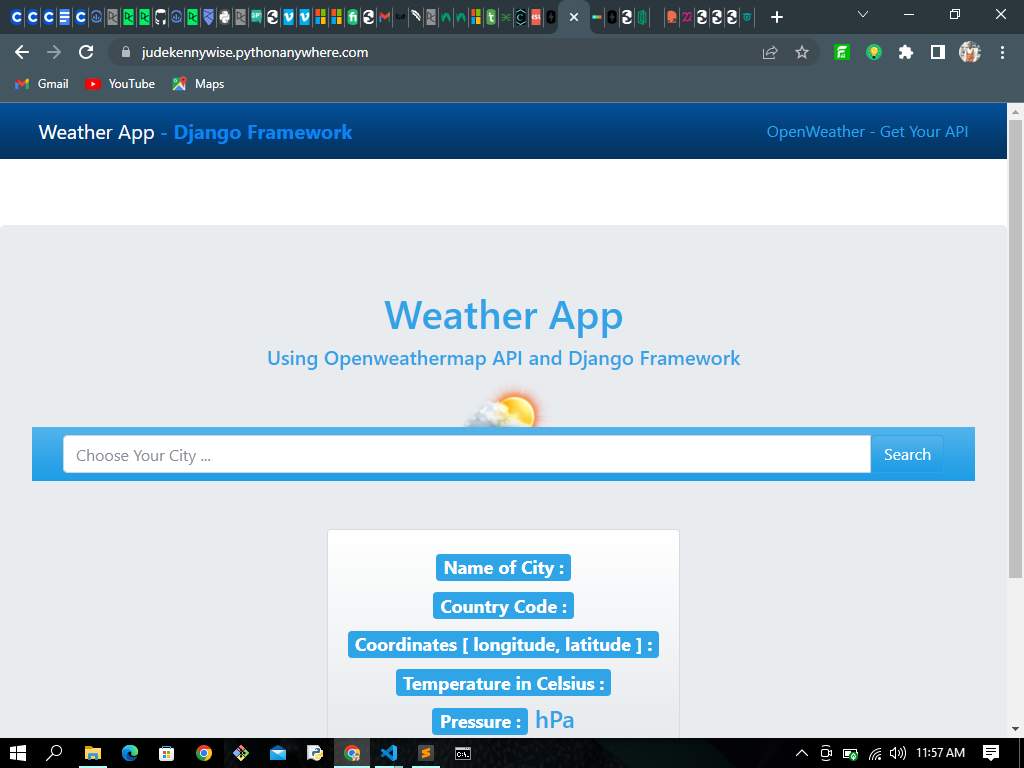 judekennywise.pythonanywhere.com
Gmail YouTube Maps
Weather App - Django Framework OpenWeather - Get Your API
Weather App
Using Openweathermap API and Django Framework
Choose Your City ... Search
Name of City :
Country Code :
Coordinates [ longitude, latitude ] :
Temperature in Celsius :
Pressure : hPa
11:57 AM